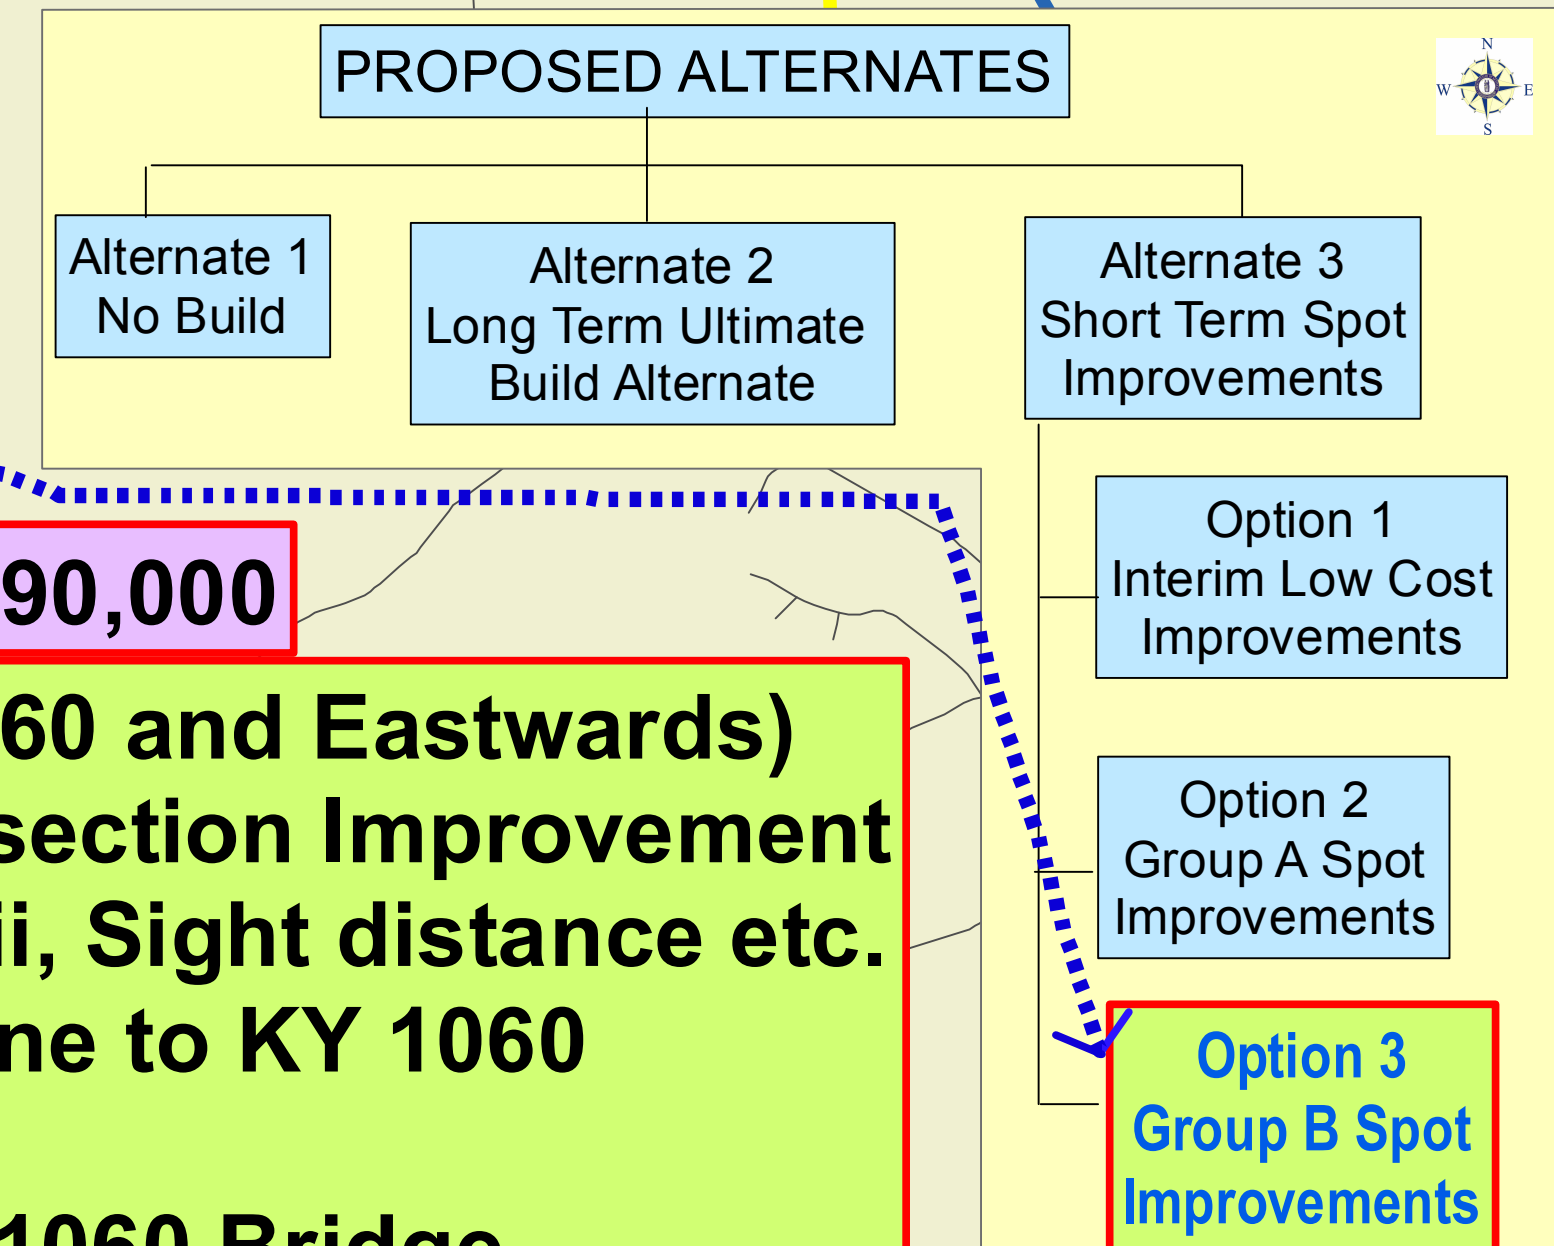 PROPOSED ALTERNATES
N
W E
S
Alternate 1
No Build
Alternate 2
Long Term Ultimate
Build Alternate
Alternate 3
Short Term Spot
Improvements
Option 1
Interim Low Cost
Improvements
Option 2
Group A Spot
Improvements
Option 3
Group B Spot
Improvements
90,000
60 and Eastwards)
section Improvement
ii, Sight distance etc.
ne to KY 1060
1060 Bridge